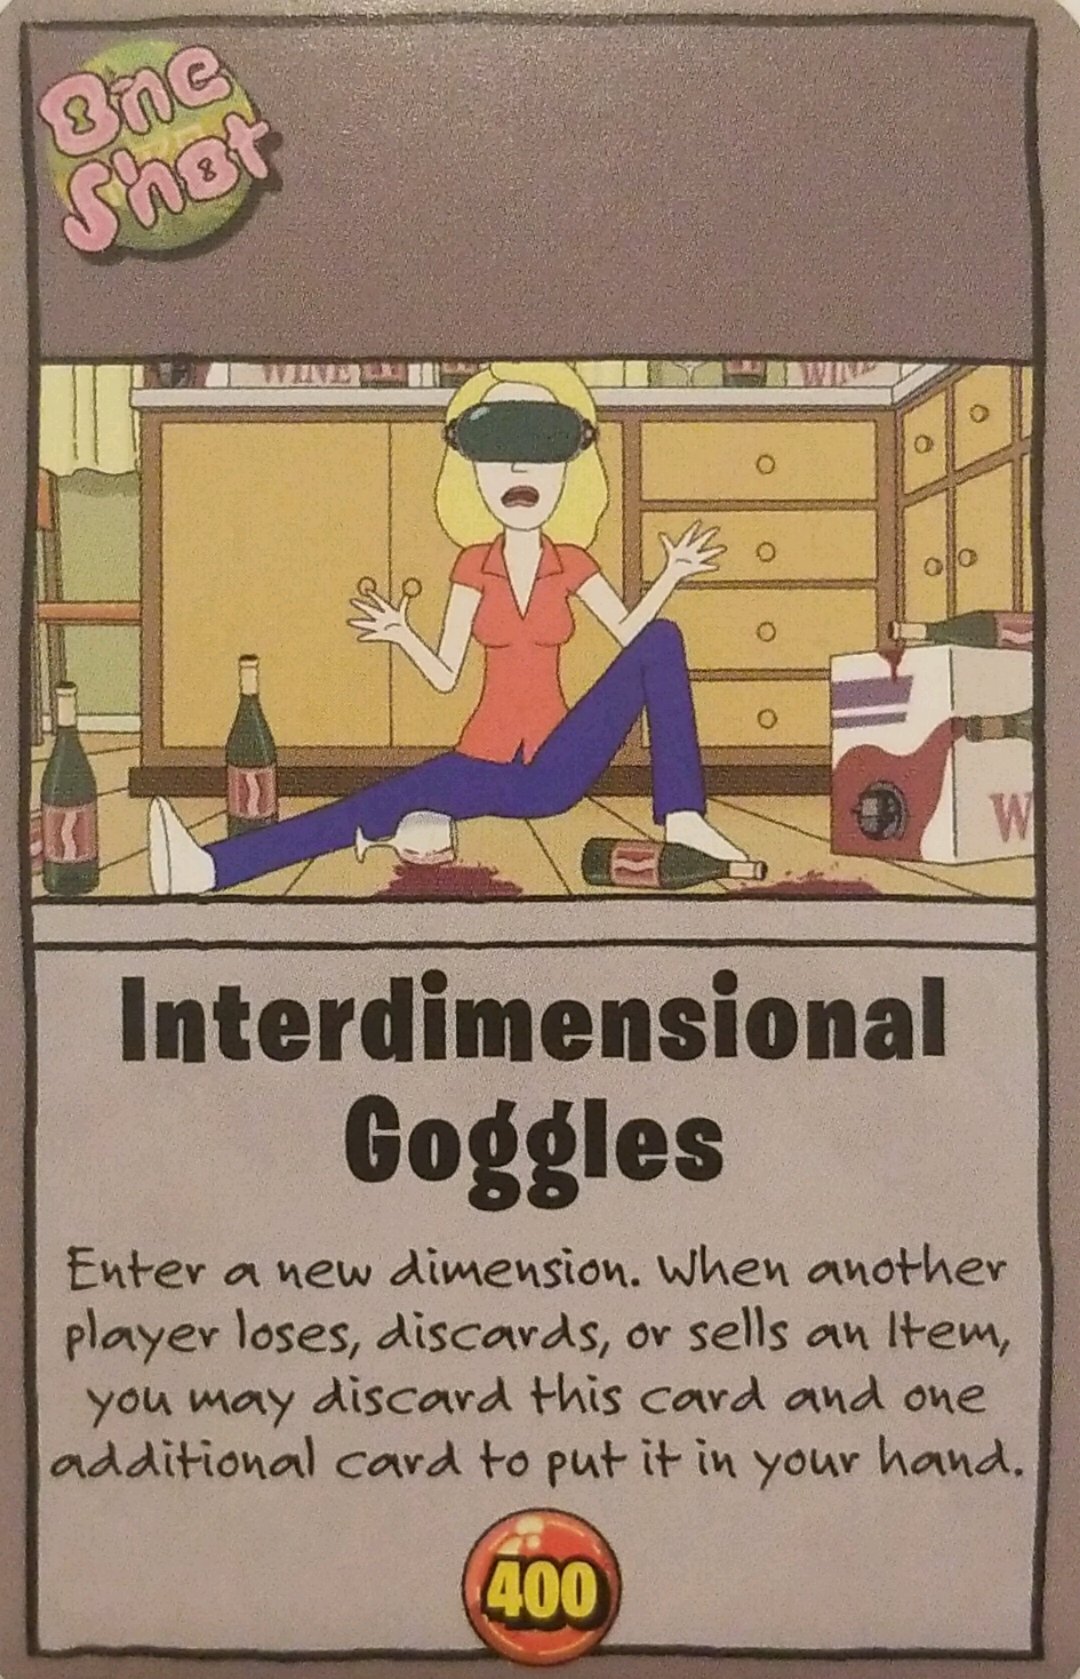 One
Shot
WINE
WINE
W
Interdimensional
Goggles
Enter a new dimension. When another
player loses, discards, or sells an Item,
you may discard this card and one
additional card to put it in your hand.
400